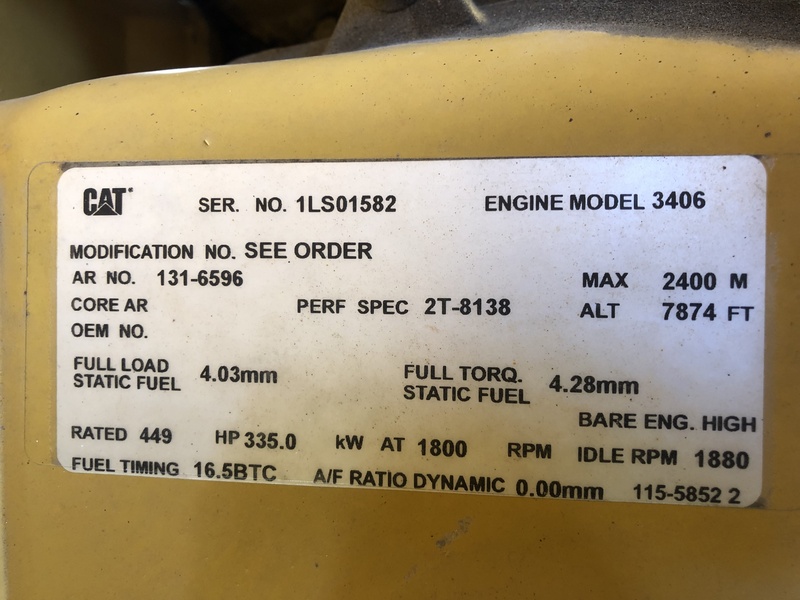 CAT SER. NO. 1LS01582 ENGINE MODEL 3406
MODIFICATION NO. SEE ORDER
AR NO. 131-6596 MAX 2400 M
CORE AR PERF SPEC 2T-8138 ALT 7874 FT
OEM NO.
FULL LOAD
STATIC FUEL 4.03mm FULL TORQ.
STATIC FUEL 4.28mm
BARE ENG. HIGH
RATED 449 HP 335.0 kW AT 1800 RPM IDLE RPM 1880
FUEL TIMING 16.5BTC A/F RATIO DYNAMIC 0.00mm 115-5852 2